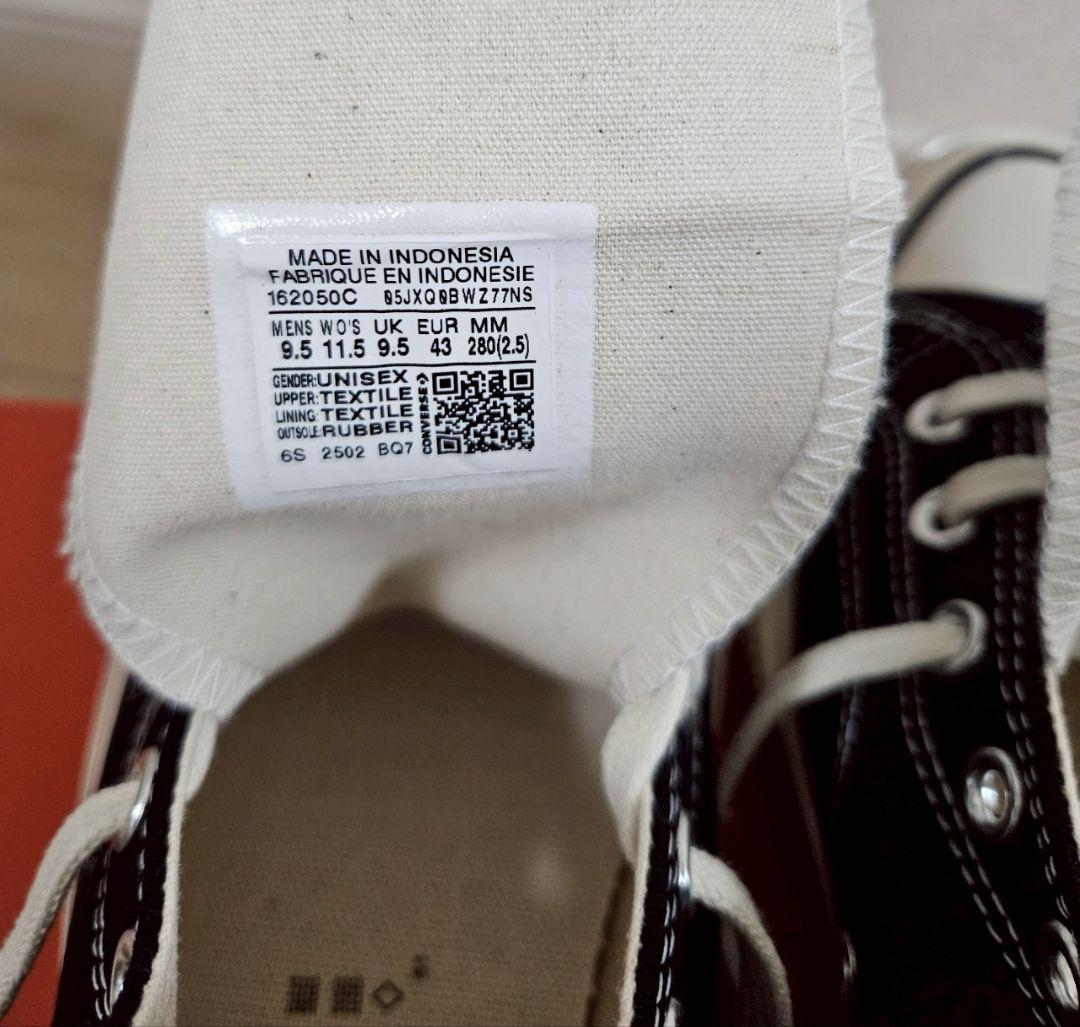 MADE IN INDONESIA
FABRIQUE EN INDONESIE
162050C 05JXQ0BWZ77NS
MENS WO'S UK EUR MM
9.5 11.5 9.5 43 280(2.5)
GENDER:UNISEX
UPPER:TEXTILE
LINING:TEXTILE
OUTSOLE:RUBBER
6S 2502 BQ7
CONVERSE